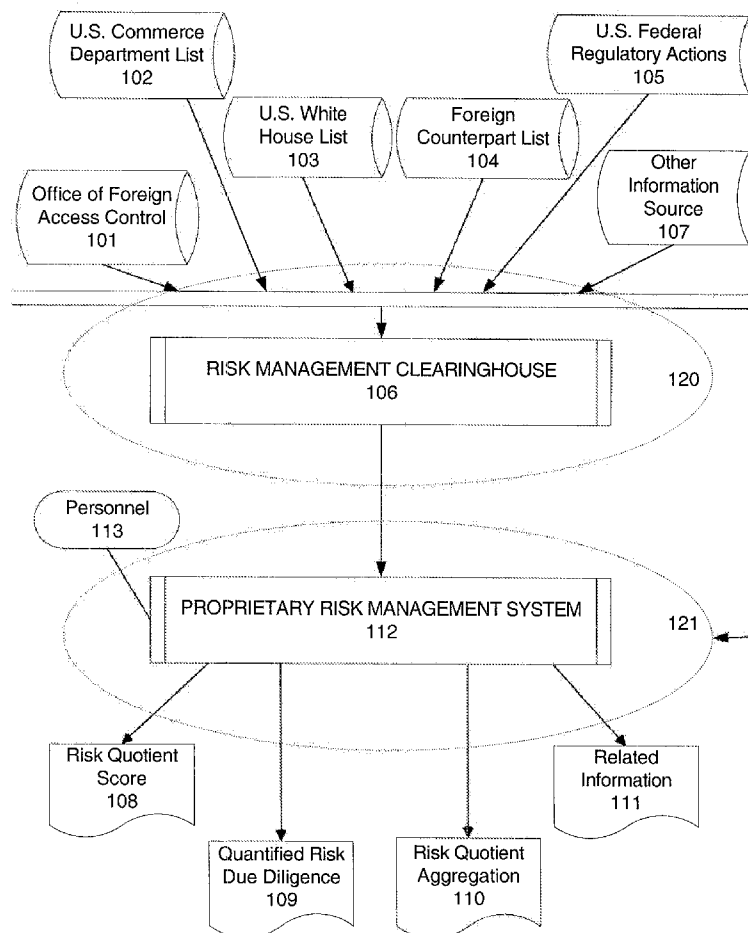 U.S. Commerce
Department List
102
U.S. Federal
Regulatory Actions
105
U.S. White
House List
103
Foreign
Counterpart List
104
Office of Foreign
Access Control
101
Other
Information
Source
107
RISK MANAGEMENT CLEARINGHOUSE
106
120
Personnel
113
PROPRIETARY RISK MANAGEMENT SYSTEM
112
121
Risk Quotient
Score
108
Related
Information
111
Quantified Risk
Due Diligence
109
Risk Quotient
Aggregation
110